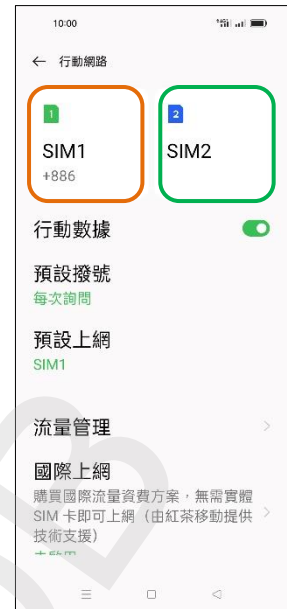 10:00
← 行動網路
1
2
SIM1
SIM2
+886
行動數據
預設撥號
每次詢問
預設上網
SIM1
流量管理
國際上網
購買國際流量資費方案，無需實體
SIM 卡即可上網（由紅茶移動提供
技術支援）